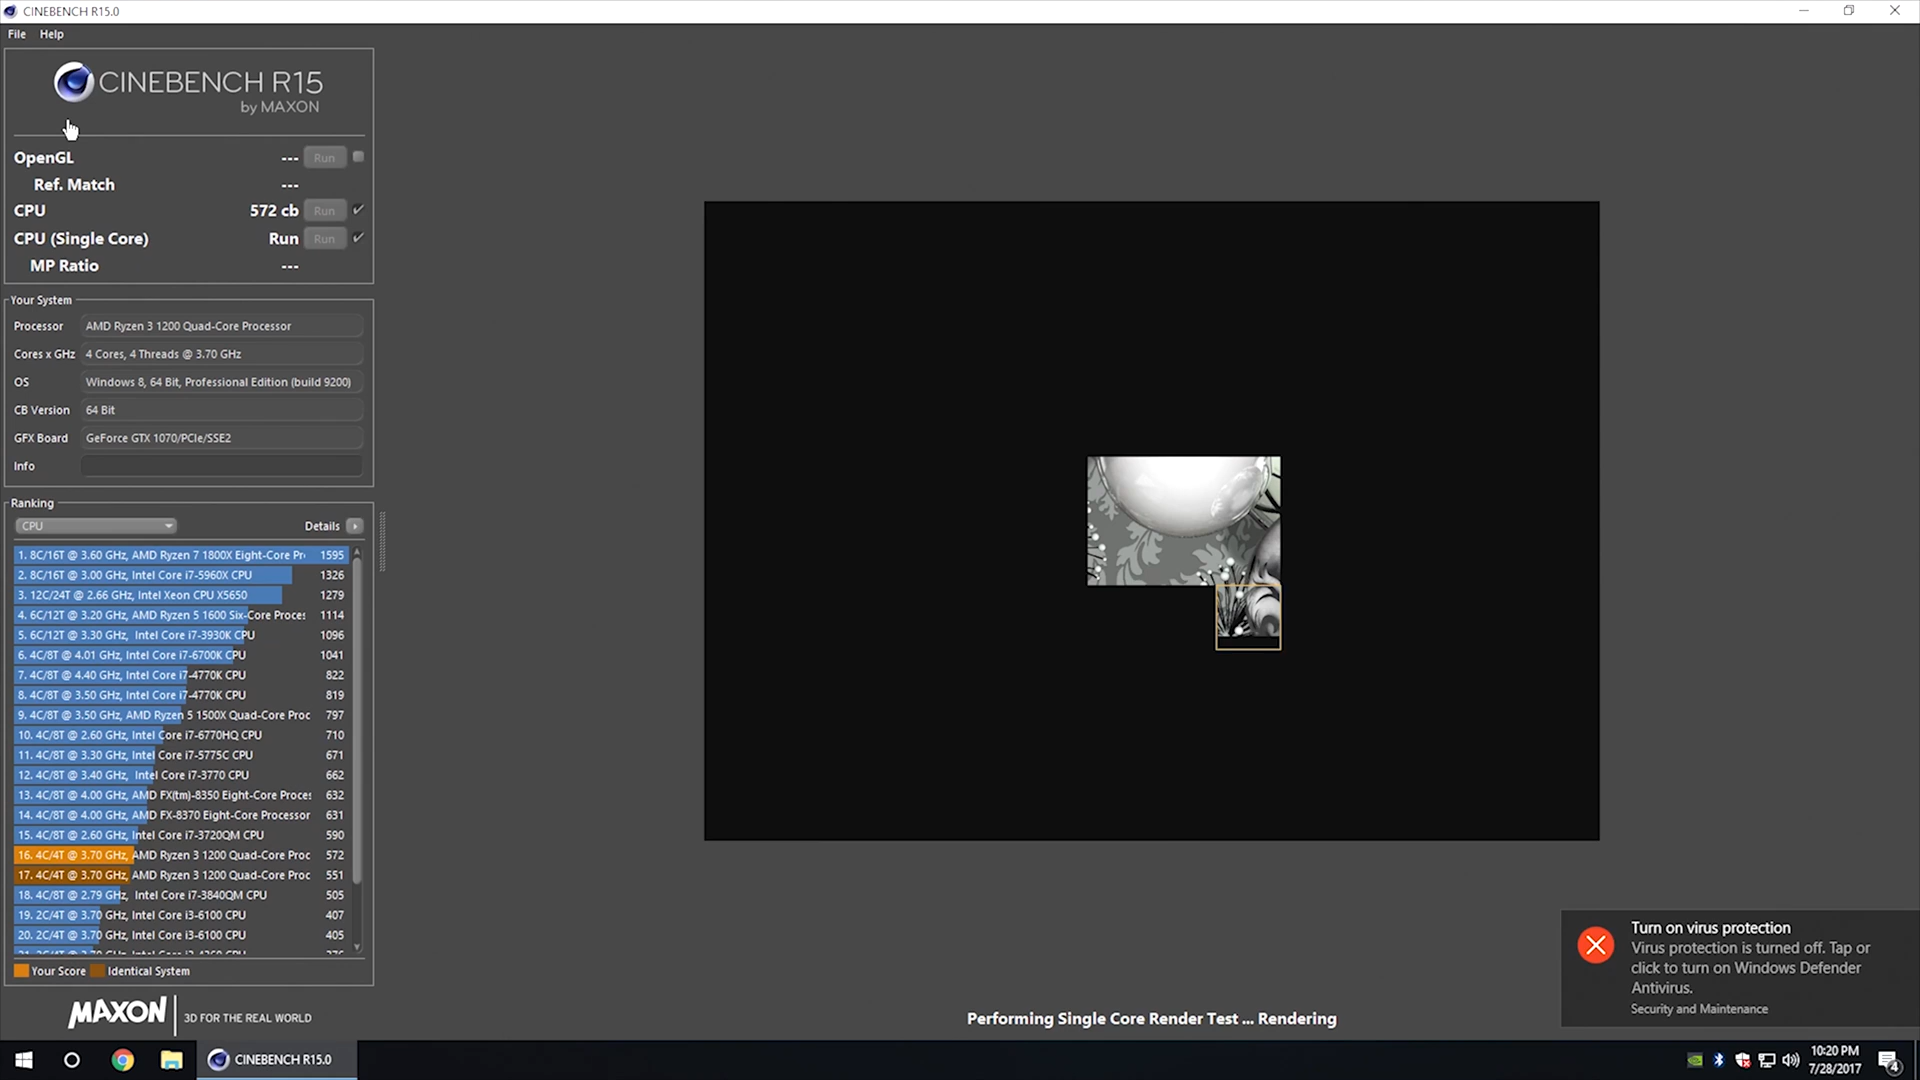 CINEBENCH R15.0
File Help
CINEBENCH R15
by MAXON
OpenGL --- Run
Ref. Match ---
CPU 572 cb Run
CPU (Single Core) Run Run
MP Ratio ---
Your System
Processor AMD Ryzen 3 1200 Quad-Core Processor
Cores x GHz 4 Cores, 4 Threads @ 3.70 GHz
OS Windows 8, 64 Bit, Professional Edition (build 9200)
CB Version 64 Bit
GFX Board GeForce GTX 1070/PCIe/SSE2
Info
Ranking
CPU Details
1. 8C/16T @ 3.60 GHz, AMD Ryzen 7 1800X Eight-Core Pr 1595
2. 8C/16T @ 3.00 GHz, Intel Core i7-5960X CPU 1326
3. 12C/24T @ 2.66 GHz, Intel Xeon CPU X5650 1279
4. 6C/12T @ 3.20 GHz, AMD Ryzen 5 1600 Six-Core Proces 1114
5. 6C/12T @ 3.30 GHz, Intel Core i7-3930K CPU 1096
6. 4C/8T @ 4.01 GHz, Intel Core i7-6700K CPU 1041
7. 4C/8T @ 4.40 GHz, Intel Core i7-4770K CPU 822
8. 4C/8T @ 3.50 GHz, Intel Core i7-4770K CPU 819
9. 4C/8T @ 3.50 GHz, AMD Ryzen 5 1500X Quad-Core Proc 797
10. 4C/8T @ 2.60 GHz, Intel Core i7-6770HQ CPU 710
11. 4C/8T @ 3.30 GHz, Intel Core i7-5775C CPU 671
12. 4C/8T @ 3.40 GHz, Intel Core i7-3770 CPU 662
13. 4C/8T @ 4.00 GHz, AMD FX(tm)-8350 Eight-Core Proces 632
14. 4C/8T @ 4.00 GHz, AMD FX-8370 Eight-Core Processor 631
15. 4C/8T @ 2.60 GHz, Intel Core i7-3720QM CPU 590
16. 4C/4T @ 3.70 GHz, AMD Ryzen 3 1200 Quad-Core Proc 572
17. 4C/4T @ 3.70 GHz, AMD Ryzen 3 1200 Quad-Core Proc 551
18. 4C/8T @ 2.79 GHz, Intel Core i7-3840QM CPU 505
19. 2C/4T @ 3.70 GHz, Intel Core i3-6100 CPU 407
20. 2C/4T @ 3.70 GHz, Intel Core i3-6100 CPU 405
Your Score Identical System
MAXON 3D FOR THE REAL WORLD
Performing Single Core Render Test ... Rendering
Turn on virus protection
Virus protection is turned off. Tap or
click to turn on Windows Defender
Antivirus.
Security and Maintenance
CINEBENCH R15.0
10:20 PM
7/28/2017
4